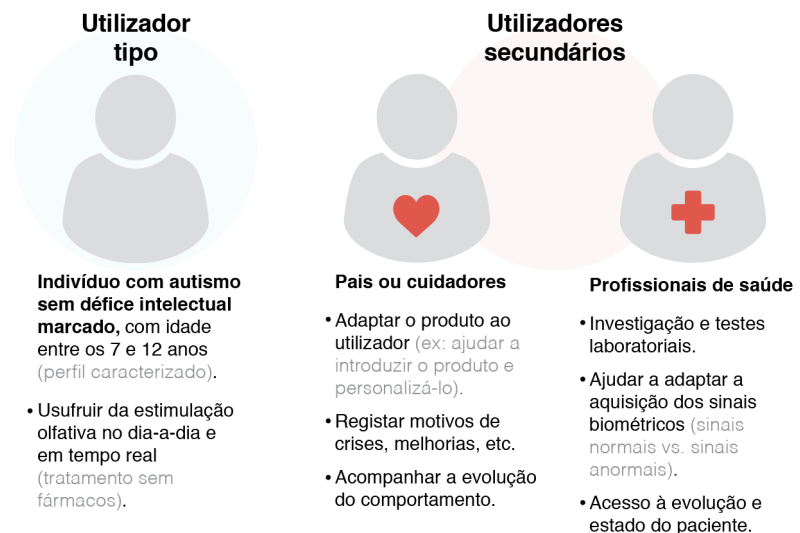 Utilizador
tipo
Indivíduo com autismo
sem défice intelectual
marcado, com idade
entre os 7 e 12 anos
(perfil caracterizado).
• Usufruir da estimulação
olfativa no dia-a-dia e
em tempo real
(tratamento sem
fármacos).
Utilizadores
secundários
Pais ou cuidadores
• Adaptar o produto ao
utilizador (ex: ajudar a
introduzir o produto e
personalizá-lo).
• Registar motivos de
crises, melhorias, etc.
• Acompanhar a evolução
do comportamento.
Profissionais de saúde
• Investigação e testes
laboratoriais.
• Ajudar a adaptar a
aquisição dos sinais
biométricos (sinais
normais vs. sinais
anormais).
• Acesso à evolução e
estado do paciente.